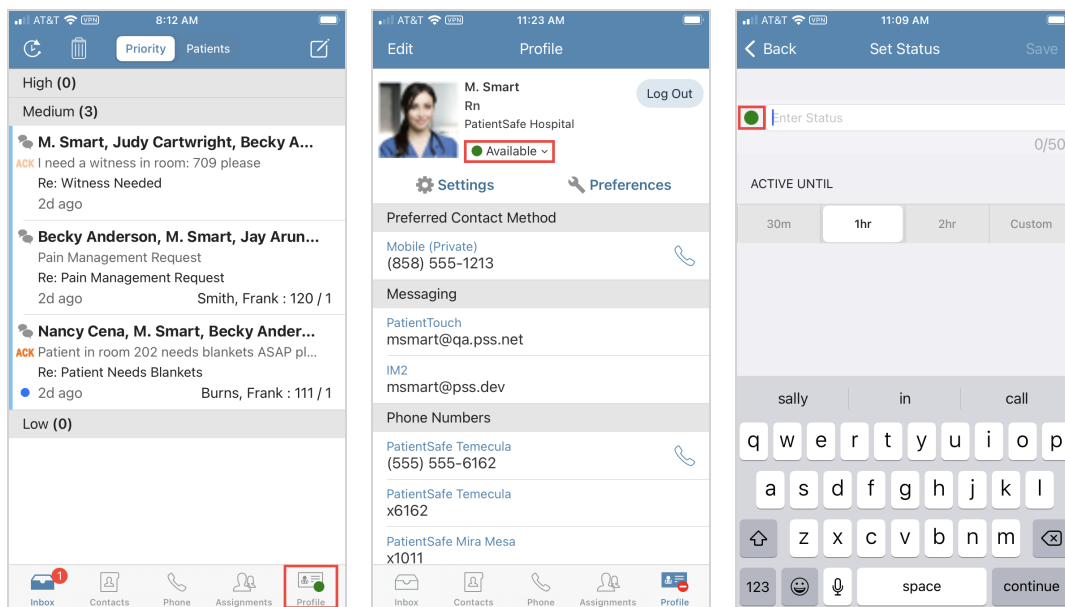 AT&T VPN 8:12 AM
Priority Patients
High (0)
Medium (3)
M. Smart, Judy Cartwright, Becky A...
ACK I need a witness in room: 709 please
Re: Witness Needed
2d ago
Becky Anderson, M. Smart, Jay Arun...
Pain Management Request
Re: Pain Management Request
2d ago Smith, Frank : 120 / 1
Nancy Cena, M. Smart, Becky Ander...
ACK Patient in room 202 needs blankets ASAP pl...
Re: Patient Needs Blankets
2d ago Burns, Frank : 111 / 1
Low (0)
1
Inbox Contacts Phone Assignments Profile
AT&T VPN 11:23 AM
Edit Profile
M. Smart
Rn
PatientSafe Hospital
Log Out
Available
Settings Preferences
Preferred Contact Method
Mobile (Private)
(858) 555-1213
Messaging
PatientTouch
msmart@qa.pss.net
IM2
msmart@pss.dev
Phone Numbers
PatientSafe Temecula
(555) 555-6162
PatientSafe Temecula
x6162
PatientSafe Mira Mesa
x1011
Inbox Contacts Phone Assignments Profile
AT&T VPN 11:09 AM
Back Set Status Save
Enter Status
0/50
ACTIVE UNTIL
30m 1hr 2hr Custom
sally in call
q w e r t y u i o p
a s d f g h j k l
z x c v b n m
123 space continue